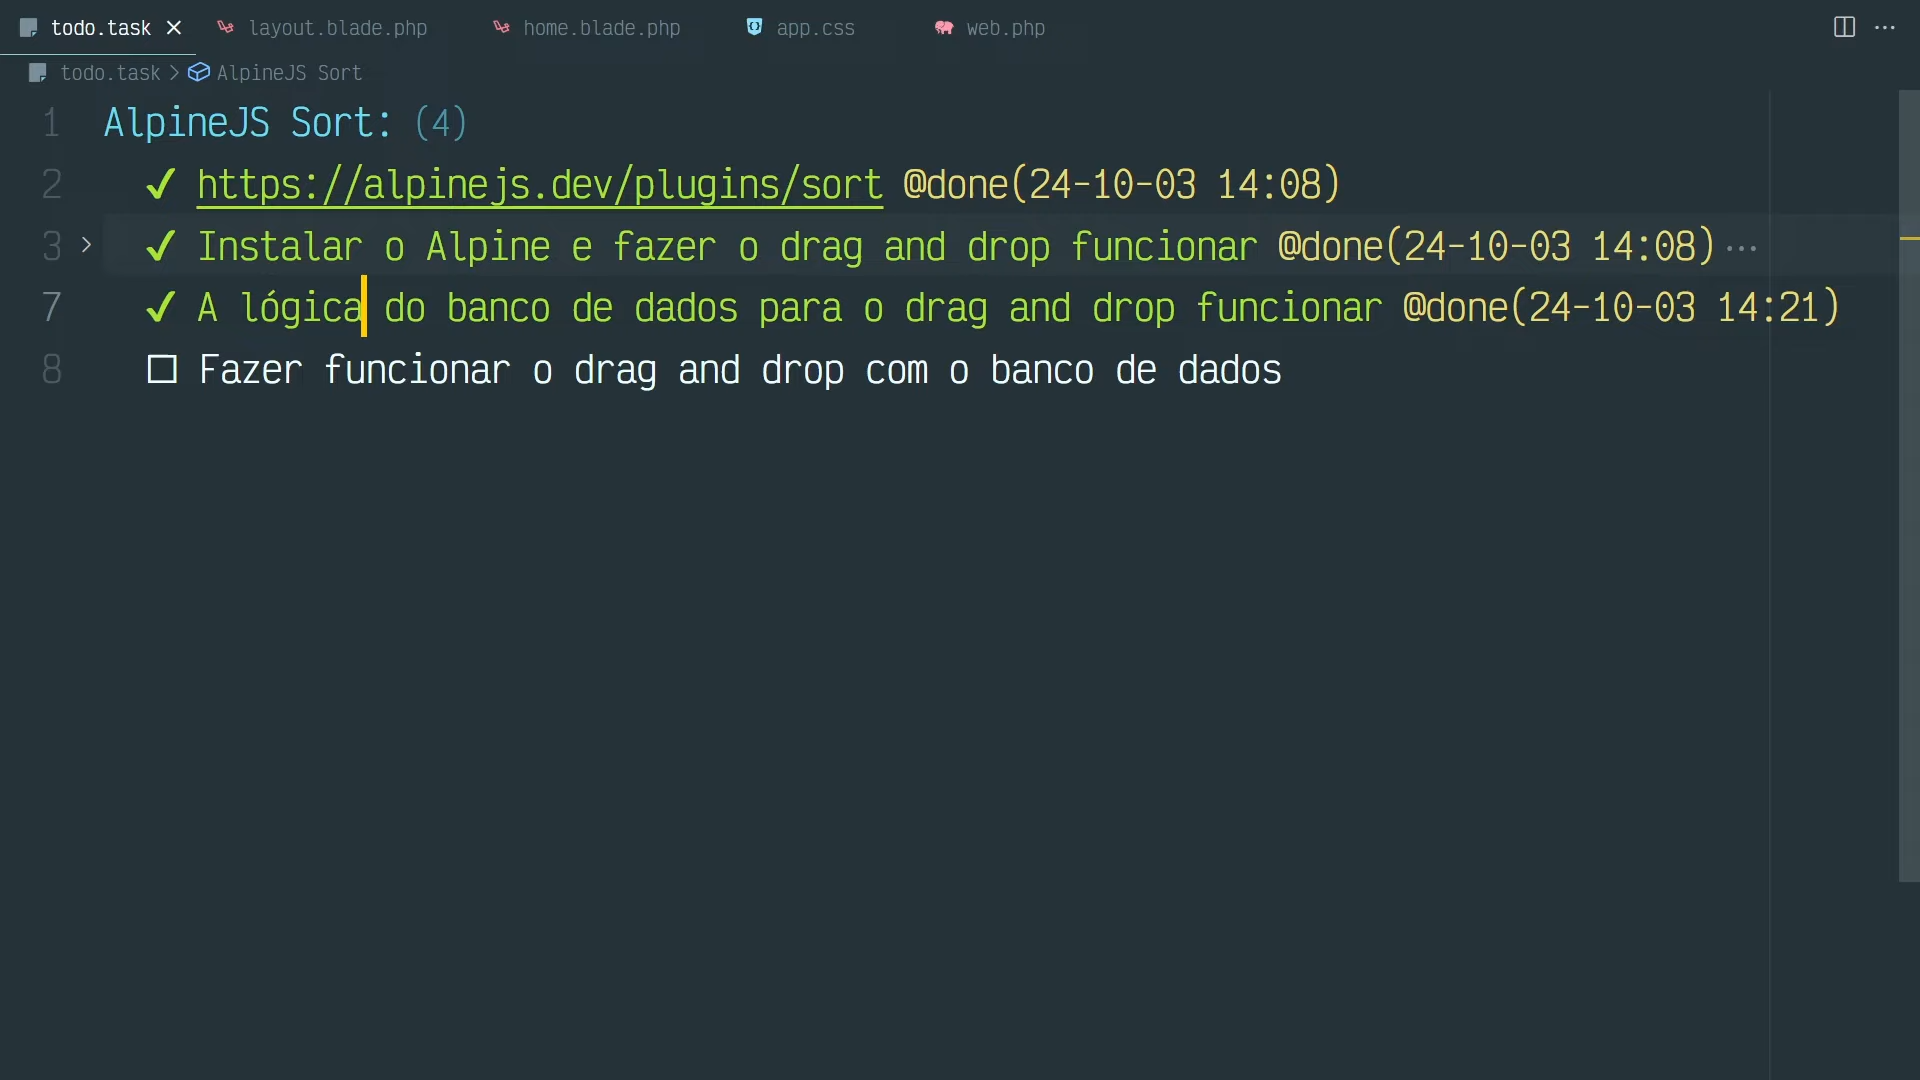 todo.task layout.blade.php home.blade.php app.css web.php
todo.task > AlpineJS Sort
1 AlpineJS Sort: (4)
2 ✔ https://alpinejs.dev/plugins/sort @done(24-10-03 14:08)
3 > ✔ Instalar o Alpine e fazer o drag and drop funcionar @done(24-10-03 14:08)···
7 ✔ A lógica do banco de dados para o drag and drop funcionar @done(24-10-03 14:21)
8 ☐ Fazer funcionar o drag and drop com o banco de dados